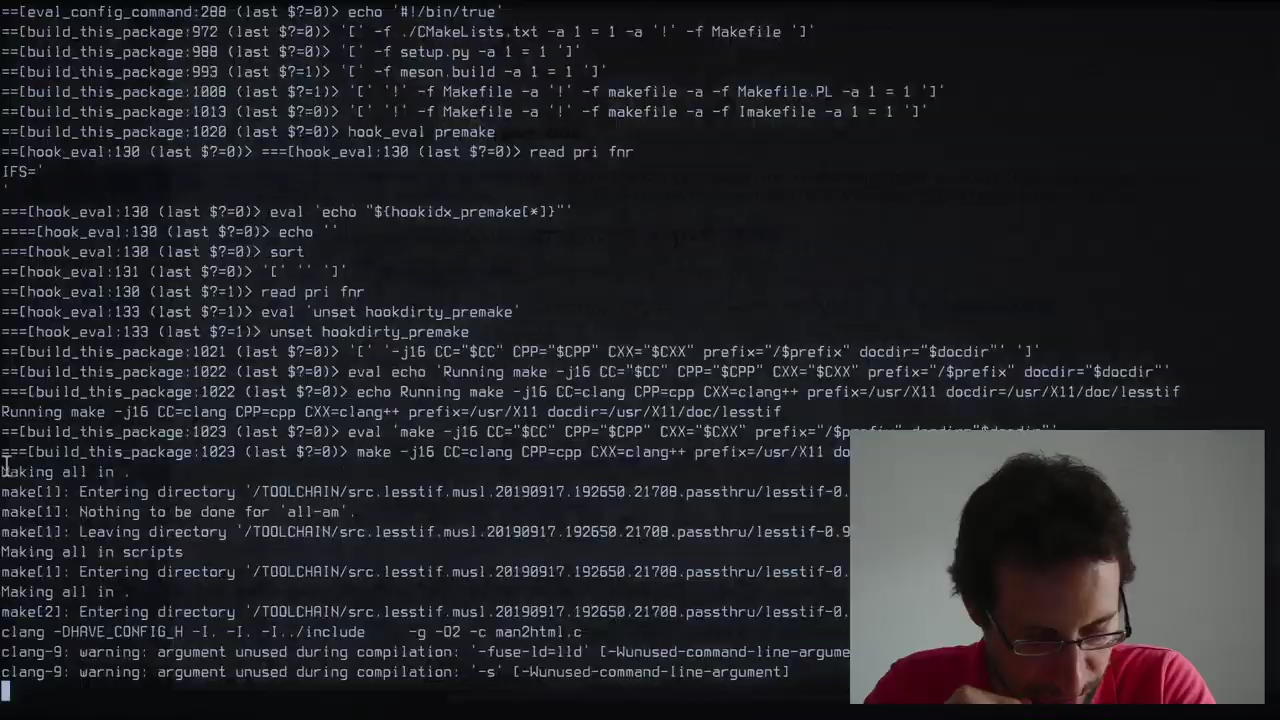 ==[eval_config_command:288 (last $?=0)> echo '#!/bin/true'
==[build_this_package:972 (last $?=0)> '[' -f ./CMakeLists.txt -a 1 = 1 -a '!' -f Makefile ']'
==[build_this_package:988 (last $?=0)> '[' -f setup.py -a 1 = 1 ']'
==[build_this_package:993 (last $?=1)> '[' -f meson.build -a 1 = 1 ']'
==[build_this_package:1008 (last $?=1)> '[' '!' -f Makefile -a '!' -f makefile -a -f Makefile.PL -a 1 = 1 ']'
==[build_this_package:1013 (last $?=0)> '[' '!' -f Makefile -a '!' -f makefile -a -f Imakefile -a 1 = 1 ']'
==[build_this_package:1020 (last $?=0)> hook_eval premake
==[hook_eval:130 (last $?=0)> ===[hook_eval:130 (last $?=0)> read pri fnr
IFS='
'
===[hook_eval:130 (last $?=0)> eval 'echo "${hookidx_premake[*]}"'
====[hook_eval:130 (last $?=0)> echo ''
===[hook_eval:130 (last $?=0)> sort
===[hook_eval:131 (last $?=0)> '[' '' ']'
===[hook_eval:130 (last $?=1)> read pri fnr
==[hook_eval:133 (last $?=1)> eval 'unset hookdirty_premake'
===[hook_eval:133 (last $?=1)> unset hookdirty_premake
==[build_this_package:1021 (last $?=0)> '[' '-j16 CC="$CC" CPP="$CPP" CXX="$CXX" prefix="/$prefix" docdir="$docdir"' ']'
==[build_this_package:1022 (last $?=0)> eval echo 'Running make -j16 CC="$CC" CPP="$CPP" CXX="$CXX" prefix="/$prefix" docdir="$docdir"'
===[build_this_package:1022 (last $?=0)> echo Running make -j16 CC=clang CPP=cpp CXX=clang++ prefix=/usr/X11 docdir=/usr/X11/doc/lesstif
Running make -j16 CC=clang CPP=cpp CXX=clang++ prefix=/usr/X11 docdir=/usr/X11/doc/lesstif
==[build_this_package:1023 (last $?=0)> eval 'make -j16 CC="$CC" CPP="$CPP" CXX="$CXX" prefix="/$prefix" docdir="$docdir"'
===[build_this_package:1023 (last $?=0)> make -j16 CC=clang CPP=cpp CXX=clang++ prefix=/usr/X11 do
Making all in .
make[1]: Entering directory '/TOOLCHAIN/src.lesstif.musl.20190917.192650.21708.passthru/lesstif-0.
make[1]: Nothing to be done for 'all-am'.
make[1]: Leaving directory '/TOOLCHAIN/src.lesstif.musl.20190917.192650.21708.passthru/lesstif-0.9
Making all in scripts
make[1]: Entering directory '/TOOLCHAIN/src.lesstif.musl.20190917.192650.21708.passthru/lesstif-0.
Making all in .
make[2]: Entering directory '/TOOLCHAIN/src.lesstif.musl.20190917.192650.21708.passthru/lesstif-0.
clang -DHAVE_CONFIG_H -I. -I. -I../include -g -O2 -c man2html.c
clang-9: warning: argument unused during compilation: '-fuse-ld=lld' [-Wunused-command-line-argume
clang-9: warning: argument unused during compilation: '-s' [-Wunused-command-line-argument]